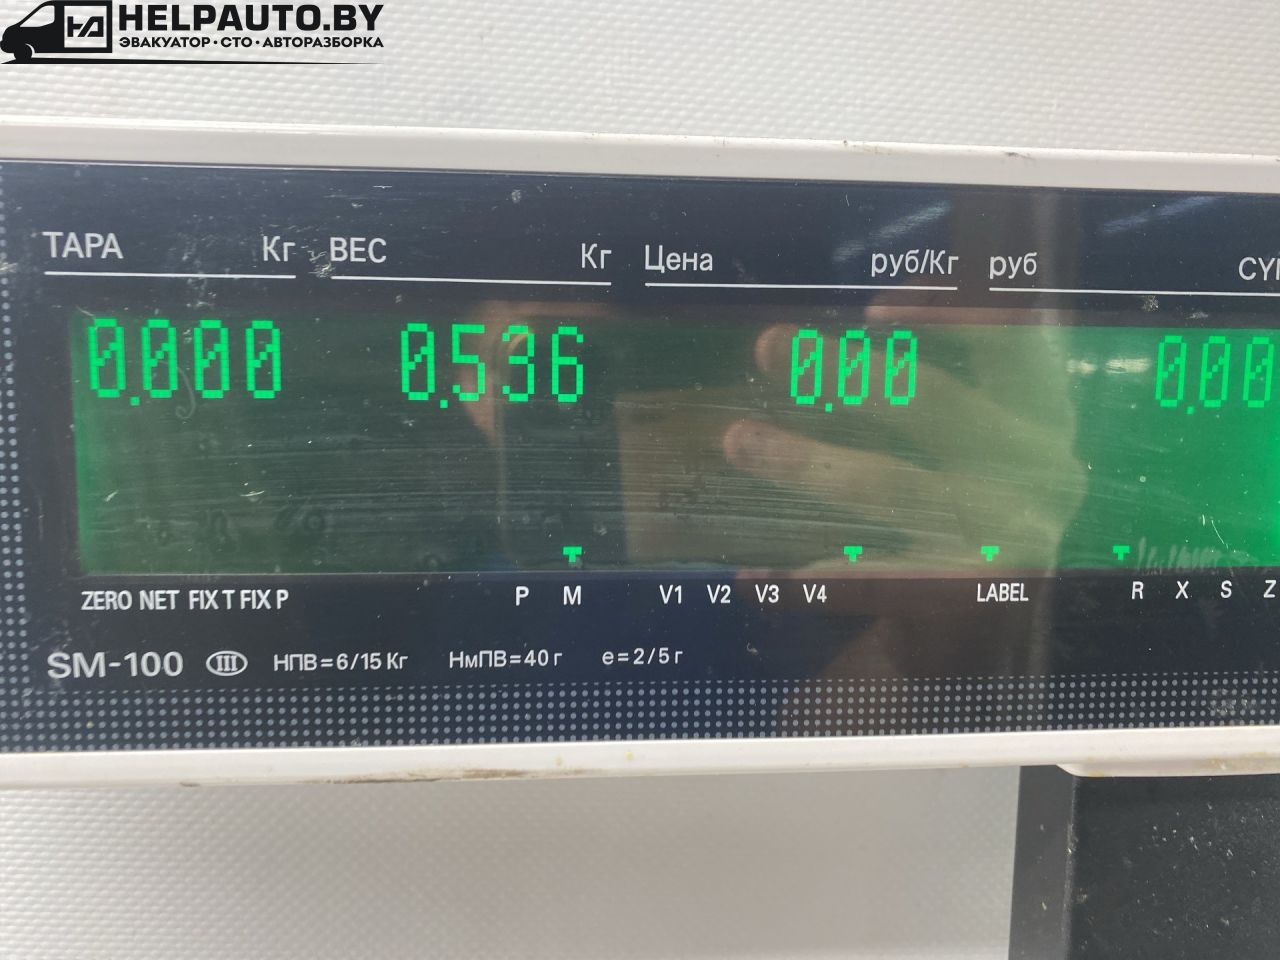 HELPAUTO.BY
ЭВАКУАТОР·СТО·АВТОРАЗБОРКА
ТАРА Кг ВЕС Кг Цена руб/Кг руб
0.000 0.536 0.00 0.00
ZERO NET FIX T FIX P P M V1 V2 V3 V4 LABEL R X S Z
SM-100 III НПВ=6/15 Кг НмПВ=40 г е=2/5 г